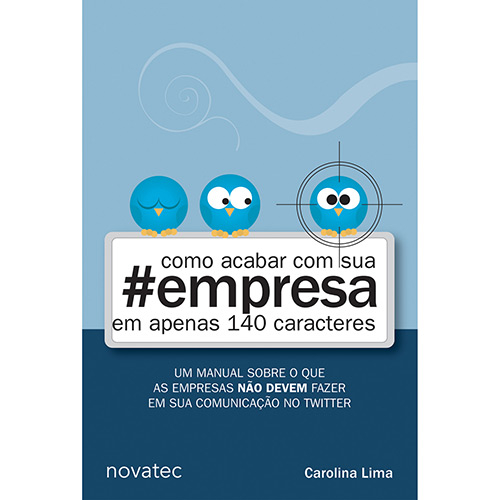 como acabar com sua
#empresa
em apenas 140 caracteres
UM MANUAL SOBRE O QUE
AS EMPRESAS NÃO DEVEM FAZER
EM SUA COMUNICAÇÃO NO TWITTER
novatec
Carolina Lima